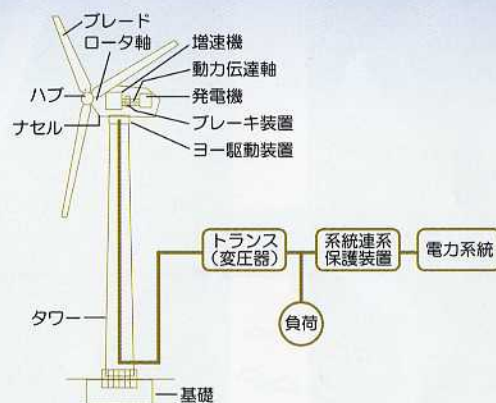 ブレード
ロータ軸
ハブ
ナセル
増速機
動力伝達軸
発電機
ブレーキ装置
ヨー駆動装置
トランス
(変圧器)
系統連系
保護装置
電力系統
負荷
タワー
基礎